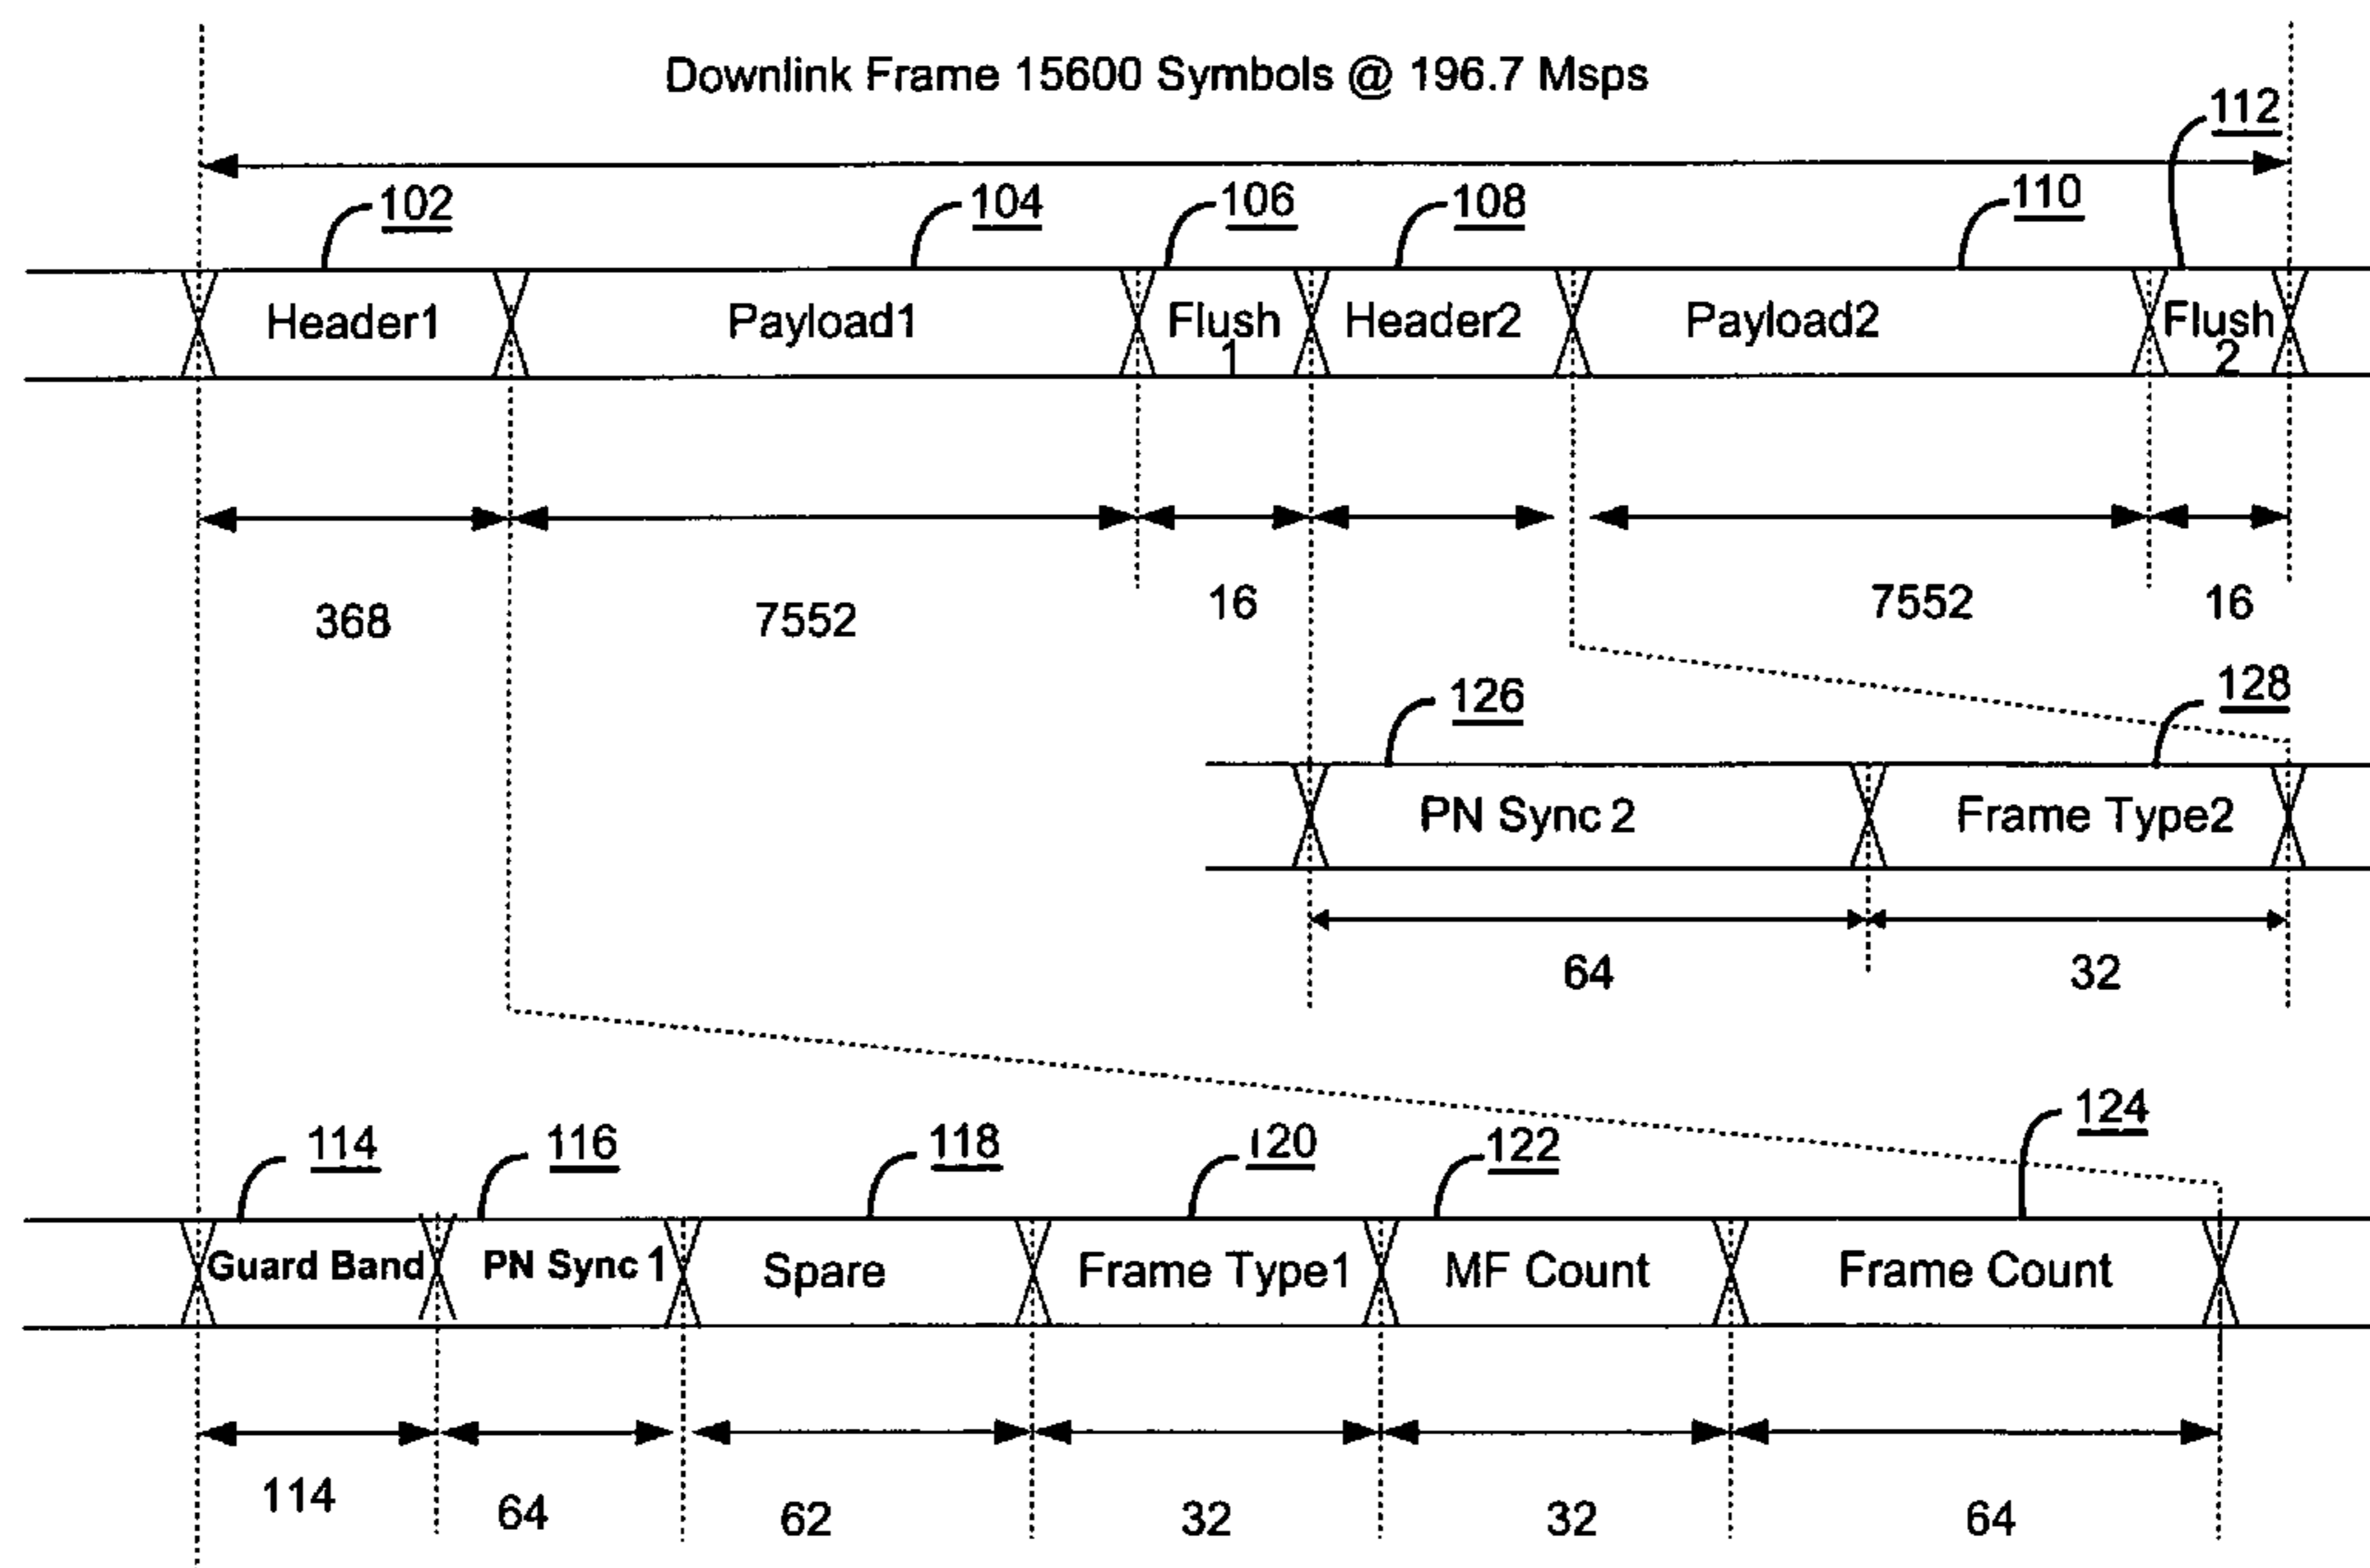 Downlink Frame 15600 Symbols @ 196.7 Msps
112
102 104 106 108 110
Header1 Payload1 Flush 1 Header2 Payload2 Flush 2
368 7552 16 7552 16
126 128
PN Sync 2 Frame Type2
64 32
114 116 118 120 122 124
Guard Band PN Sync 1 Spare Frame Type1 MF Count Frame Count
114 64 62 32 32 64